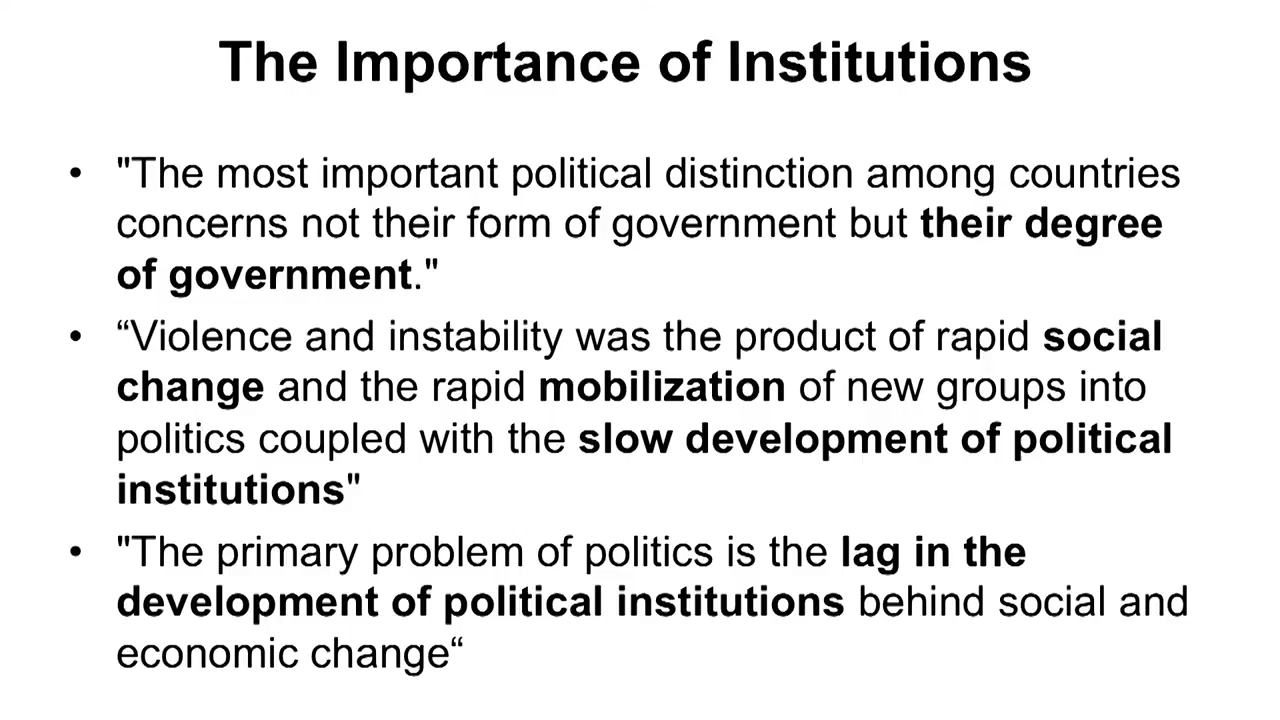 The Importance of Institutions
• "The most important political distinction among countries
concerns not their form of government but their degree
of government."
• “Violence and instability was the product of rapid social
change and the rapid mobilization of new groups into
politics coupled with the slow development of political
institutions"
• "The primary problem of politics is the lag in the
development of political institutions behind social and
economic change“